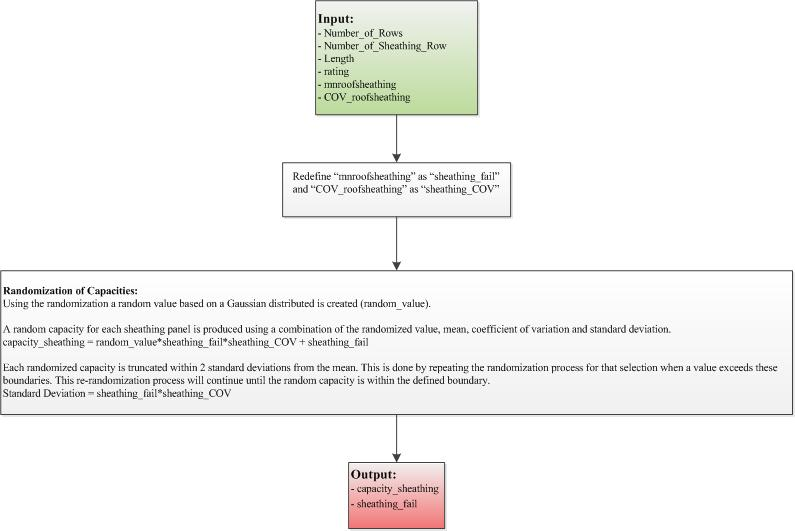 Input:
- Number_of_Rows
- Number_of_Sheathing_Row
- Length
- rating
- mnroofsheathing
- COV_roofsheathing
Redefine “mnroofsheathing” as “sheathing_fail”
and “COV_roofsheathing” as “sheathing_COV”
Randomization of Capacities:
Using the randomization a random value based on a Gaussian distributed is created (random_value).
A random capacity for each sheathing panel is produced using a combination of the randomized value, mean, coefficient of variation and standard deviation.
capacity_sheathing = random_value*sheathing_fail*sheathing_COV + sheathing_fail
Each randomized capacity is truncated within 2 standard deviations from the mean. This is done by repeating the randomization process for that selection when a value exceeds these
boundaries. This re-randomization process will continue until the random capacity is within the defined boundary.
Standard Deviation = sheathing_fail*sheathing_COV
Output:
- capacity_sheathing
- sheathing_fail